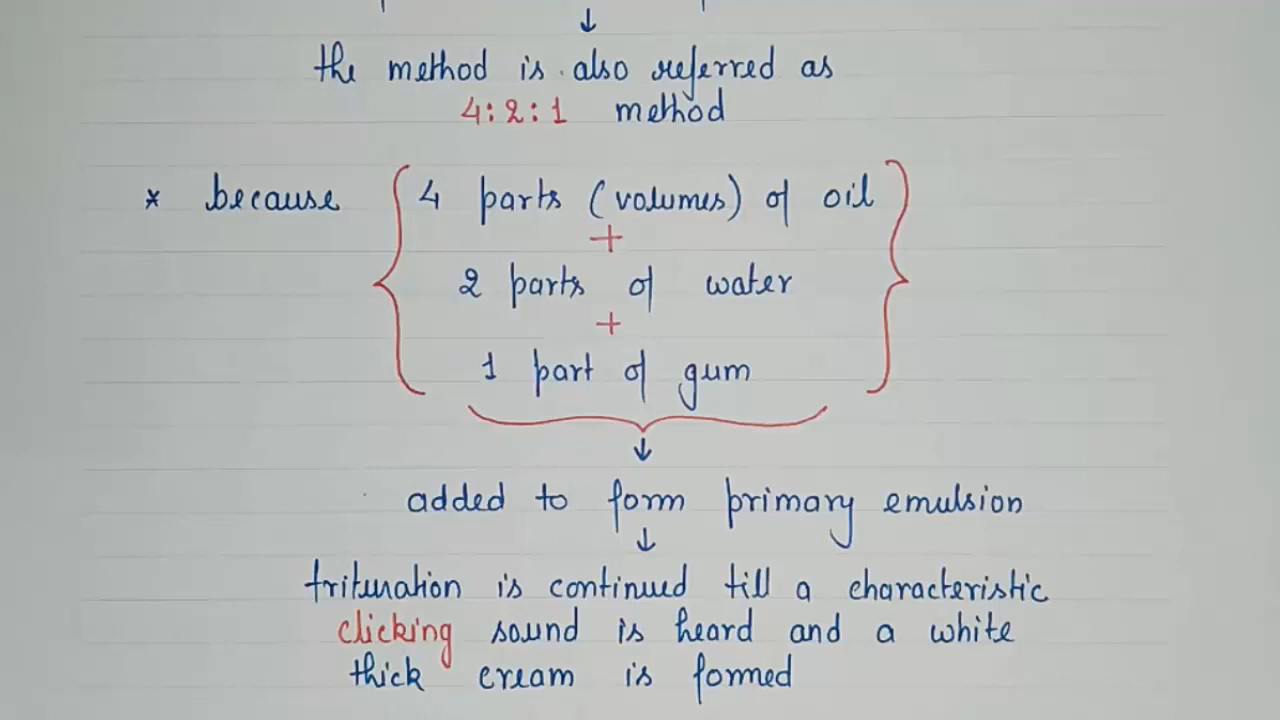 ↓
the method is also referred as
4:2:1 method
* because { 4 parts (volumes) of oil }
+
2 parts of water
+
1 part of gum
↓
added to form primary emulsion
↓
trituration is continued till a characteristic
clicking sound is heard and a white
thick cream is formed